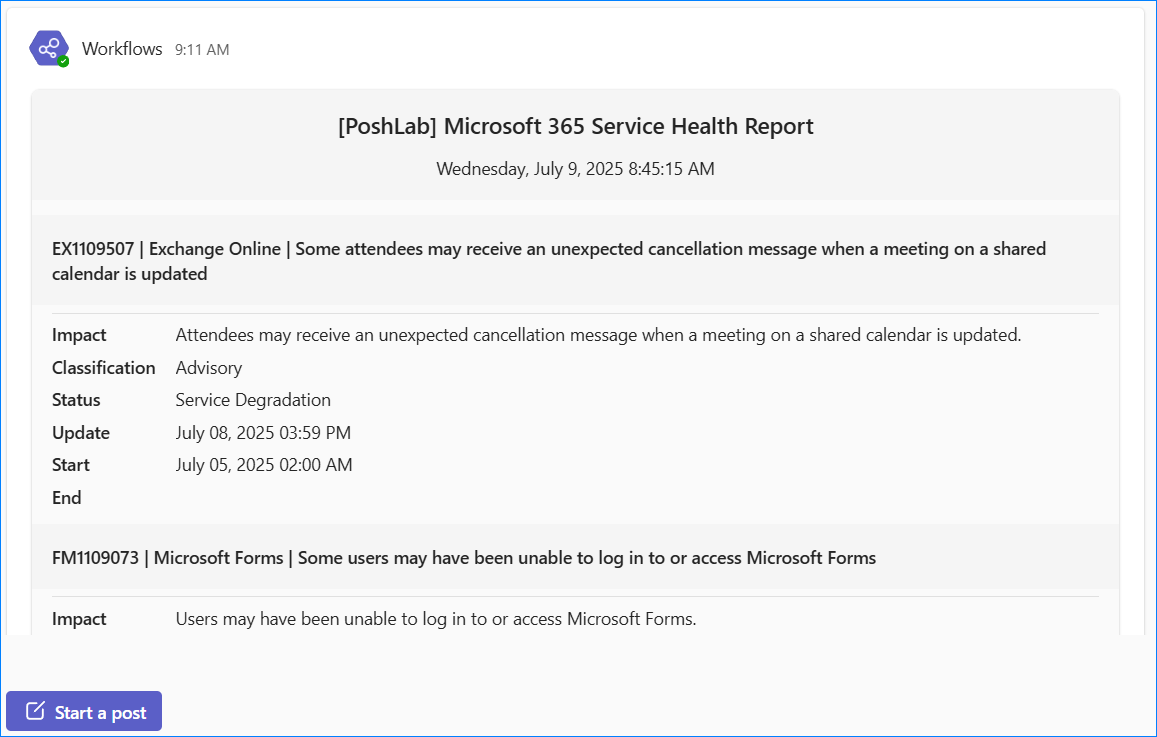 Workflows 9:11 AM
[PoshLab] Microsoft 365 Service Health Report
Wednesday, July 9, 2025 8:45:15 AM
EX1109507 | Exchange Online | Some attendees may receive an unexpected cancellation message when a meeting on a shared
calendar is updated
Impact Attendees may receive an unexpected cancellation message when a meeting on a shared calendar is updated.
Classification Advisory
Status Service Degradation
Update July 08, 2025 03:59 PM
Start July 05, 2025 02:00 AM
End
FM1109073 | Microsoft Forms | Some users may have been unable to log in to or access Microsoft Forms
Impact Users may have been unable to log in to or access Microsoft Forms.
Start a post